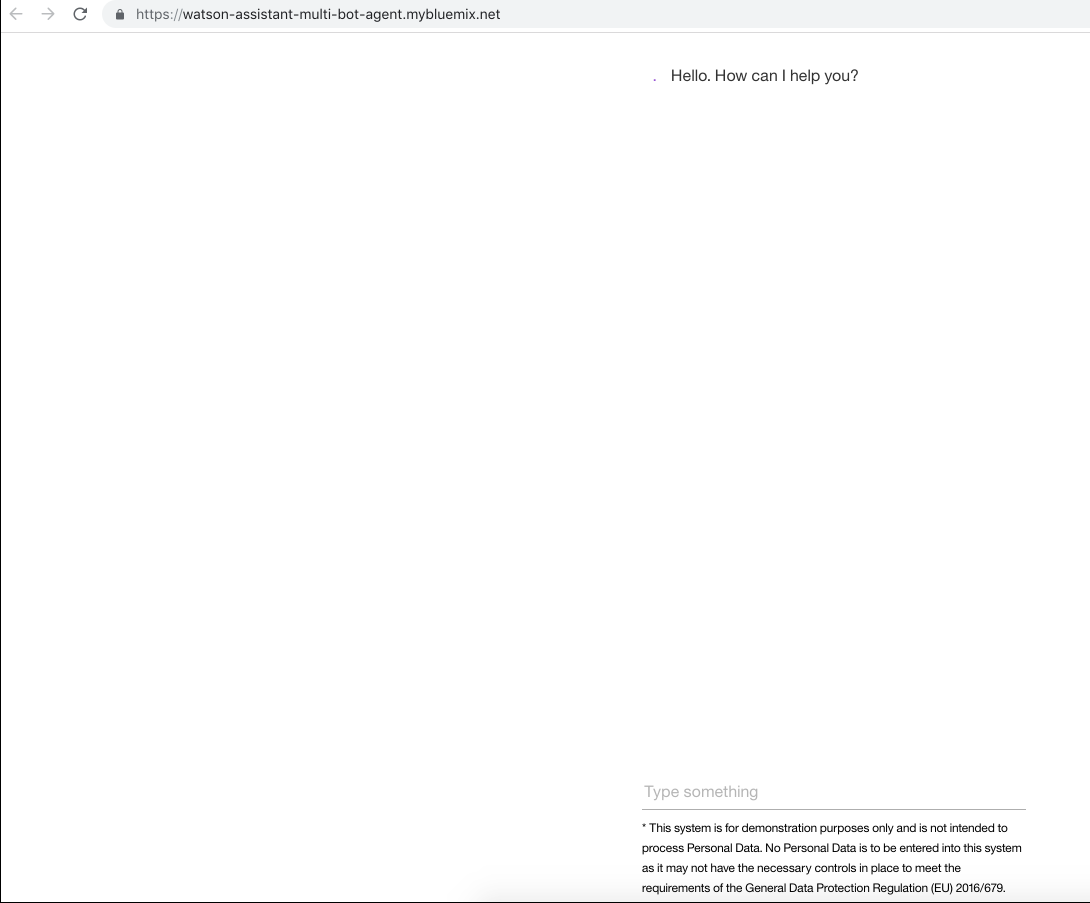 https://watson-assistant-multi-bot-agent.mybluemix.net
. Hello. How can I help you?
Type something
* This system is for demonstration purposes only and is not intended to
process Personal Data. No Personal Data is to be entered into this system
as it may not have the necessary controls in place to meet the
requirements of the General Data Protection Regulation (EU) 2016/679.